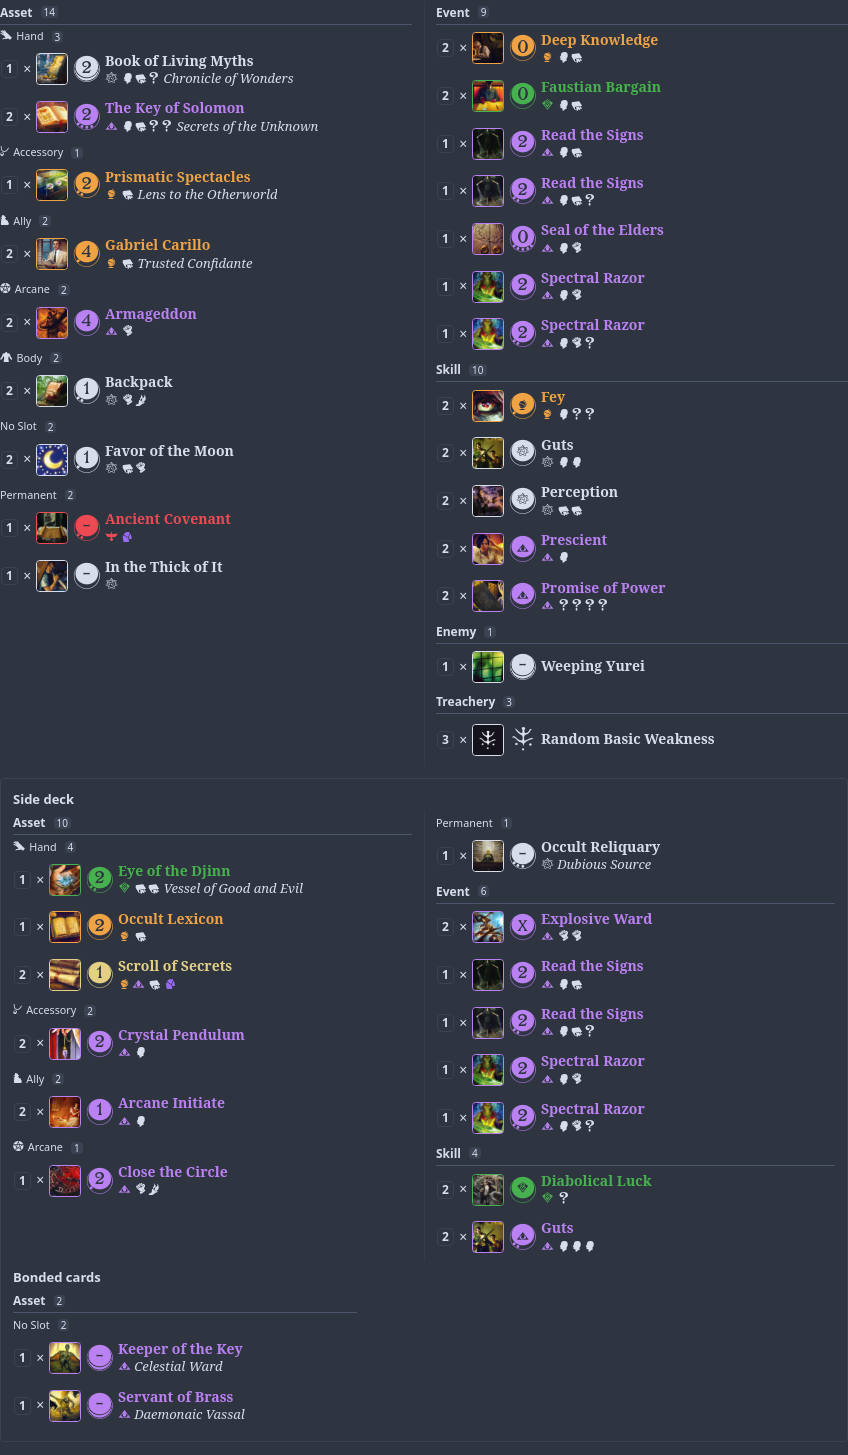 Asset 14
Hand 3
1 × 2 Book of Living Myths
Chronicle of Wonders
2 × 2 The Key of Solomon
Secrets of the Unknown
Accessory 1
1 × 2 Prismatic Spectacles
Lens to the Otherworld
Ally 2
2 × 4 Gabriel Carillo
Trusted Confidante
Arcane 2
2 × 4 Armageddon
Body 2
2 × 1 Backpack
No Slot 2
2 × 1 Favor of the Moon
Permanent 2
1 × – Ancient Covenant
1 × – In the Thick of It
Event 9
2 × 0 Deep Knowledge
2 × 0 Faustian Bargain
1 × 2 Read the Signs
1 × 2 Read the Signs
1 × 0 Seal of the Elders
1 × 2 Spectral Razor
1 × 2 Spectral Razor
Skill 10
2 × Fey
2 × Guts
2 × Perception
2 × Prescient
2 × Promise of Power
Enemy 1
1 × – Weeping Yurei
Treachery 3
3 × Random Basic Weakness
Side deck
Asset 10
Hand 4
1 × 2 Eye of the Djinn
Vessel of Good and Evil
1 × 2 Occult Lexicon
2 × 1 Scroll of Secrets
Accessory 2
2 × 2 Crystal Pendulum
Ally 2
2 × 1 Arcane Initiate
Arcane 1
1 × 2 Close the Circle
Permanent 1
1 × – Occult Reliquary
Dubious Source
Event 6
2 × X Explosive Ward
1 × 2 Read the Signs
1 × 2 Read the Signs
1 × 2 Spectral Razor
1 × 2 Spectral Razor
Skill 4
2 × Diabolical Luck
2 × Guts
Bonded cards
Asset 2
No Slot 2
1 × – Keeper of the Key
Celestial Ward
1 × – Servant of Brass
Daemonaic Vassal